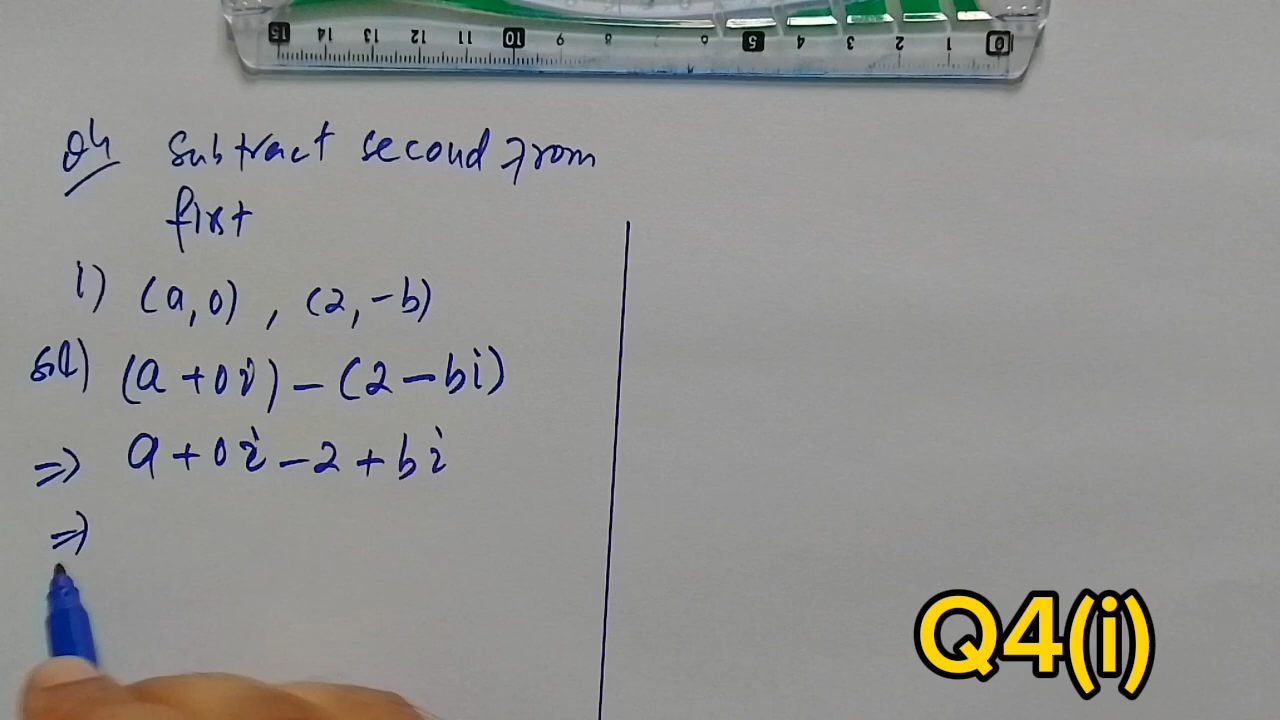 15 14 13 12 11 10 9 8 7 6 5 4 3 2 1 0
Q4 Subtract second from
first
1) (a,0) , (2,-b)
Sol) (a +0i) - (2 - bi)
=> a +0i -2 + bi
=>
Q4(i)